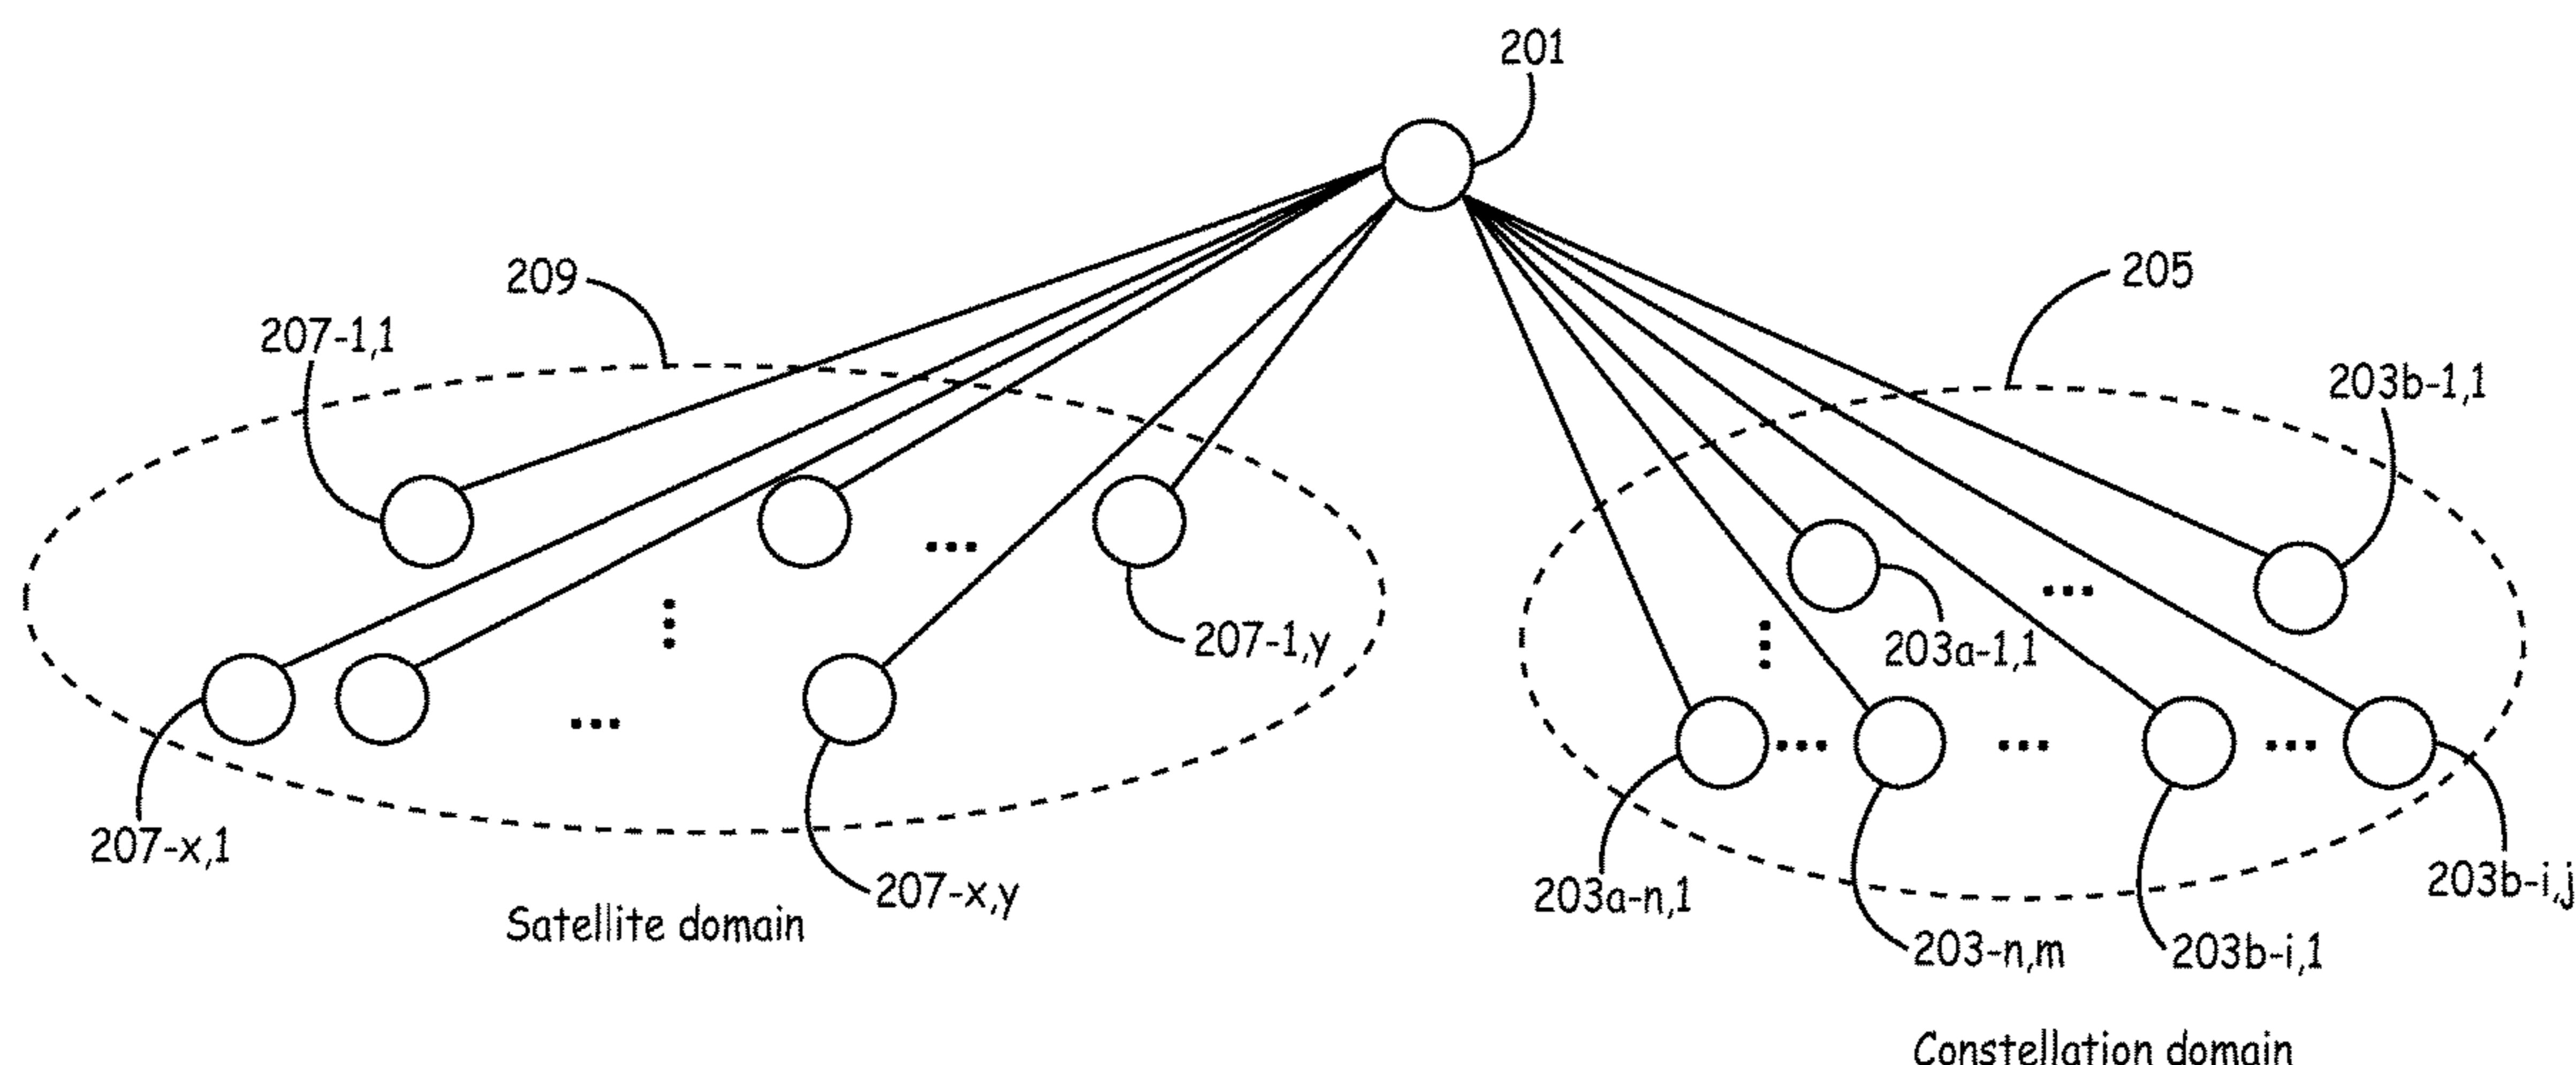 201
209
205
207-1,1
203b-1,1
207-1,y
203a-1,1
207-x,1
207-x,y
203a-n,1
203b-i,j
Satellite domain
203-n,m
203b-i,1
Constellation domain